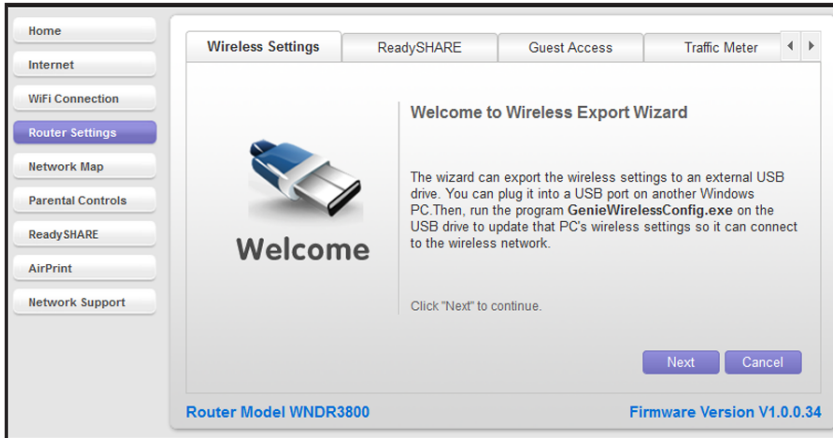 Home
Internet
WiFi Connection
Router Settings
Network Map
Parental Controls
ReadySHARE
AirPrint
Network Support
Wireless Settings
ReadySHARE
Guest Access
Traffic Meter
Welcome to Wireless Export Wizard
The wizard can export the wireless settings to an external USB
drive. You can plug it into a USB port on another Windows
PC.Then, run the program GenieWirelessConfig.exe on the
USB drive to update that PC's wireless settings so it can connect
to the wireless network.
Welcome
Click "Next" to continue.
Next
Cancel
Router Model WNDR3800
Firmware Version V1.0.0.34